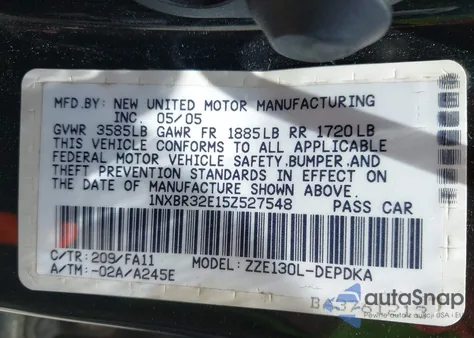 MFD.BY: NEW UNITED MOTOR MANUFACTURING
INC. 05/05
GVWR 3585LB GAWR FR 1885LB RR 1720LB
THIS VEHICLE CONFORMS TO ALL APPLICABLE
FEDERAL MOTOR VEHICLE SAFETY,BUMPER,AND
THEFT PREVENTION STANDARDS IN EFFECT ON
THE DATE OF MANUFACTURE SHOWN ABOVE.
1NXBR32E15Z527548 PASS CAR
C/TR: 209/FA11 MODEL: ZZE130L-DEPDKA
A/TM: -02A/A245E
autoSnap